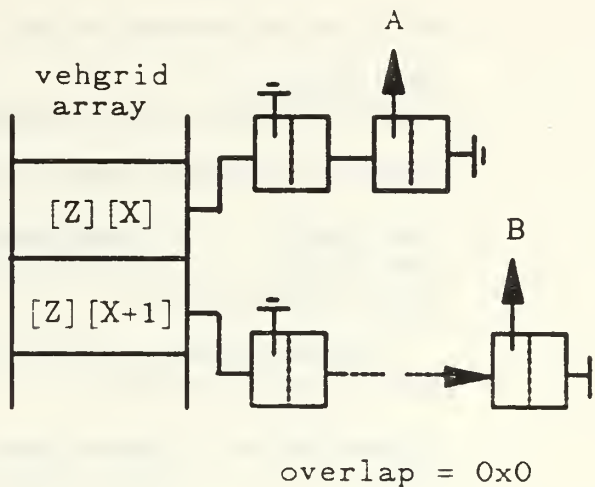 A
vehgrid
array
[Z][X]
B
[Z][X+1]
overlap = 0x0